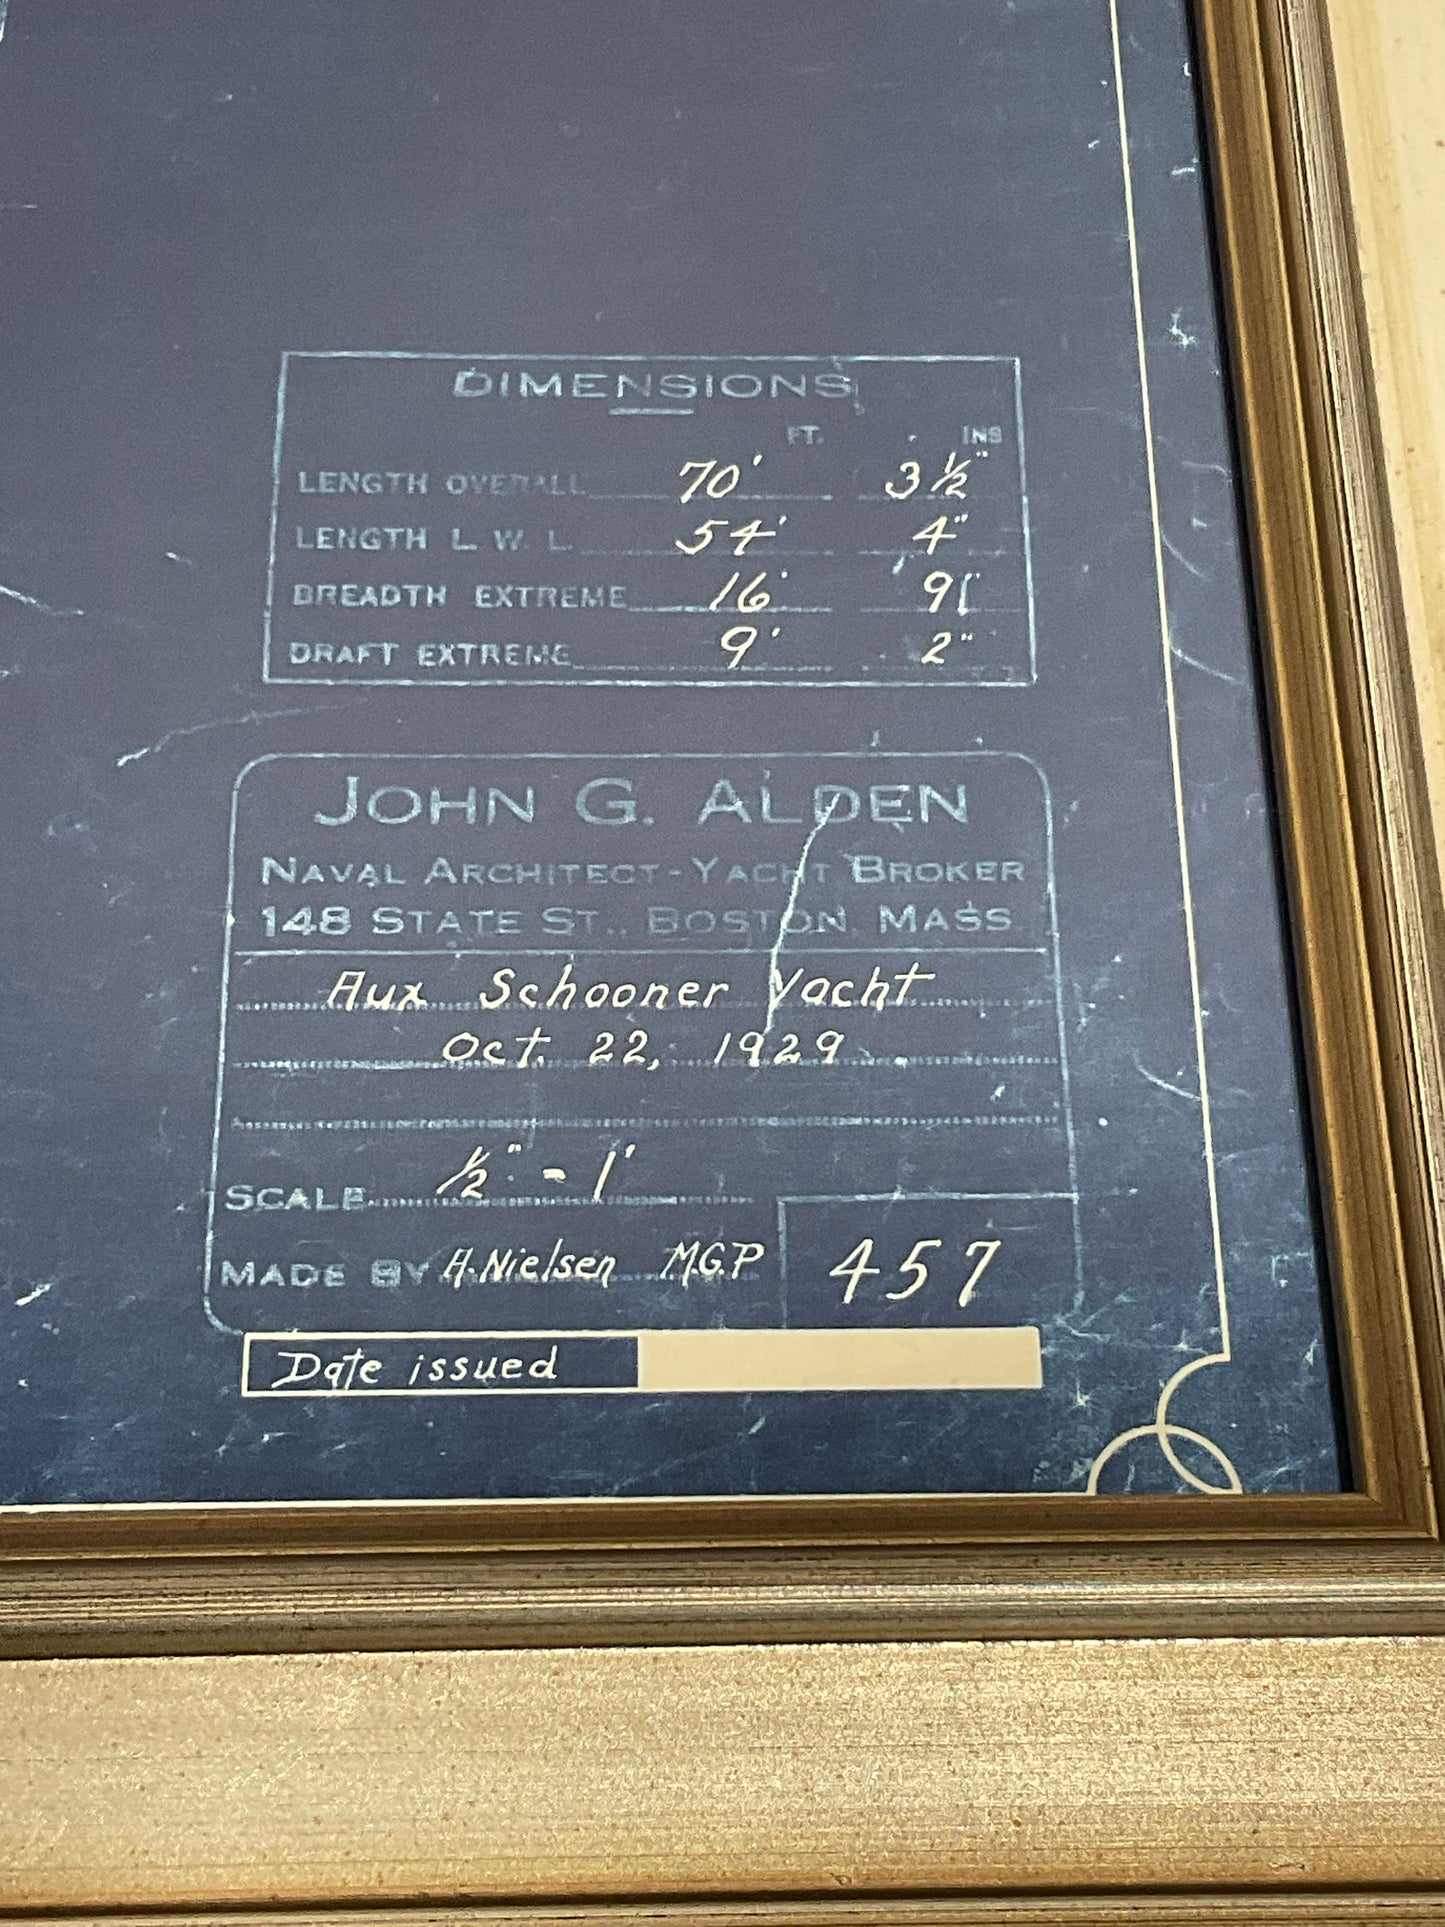 DIMENSIONS
FT. INS
LENGTH OVERALL 70' 3 ½"
LENGTH L. W. L. 54' 4"
BREADTH EXTREME 16' 9"
DRAFT EXTREME 9' 2"
JOHN G. ALDEN
NAVAL ARCHITECT-YACHT BROKER
148 STATE ST., BOSTON, MASS
Aux Schooner Yacht
Oct. 22, 1929
SCALE ½" - 1'
MADE BY A. Nielsen M.G.P
457
Date issued